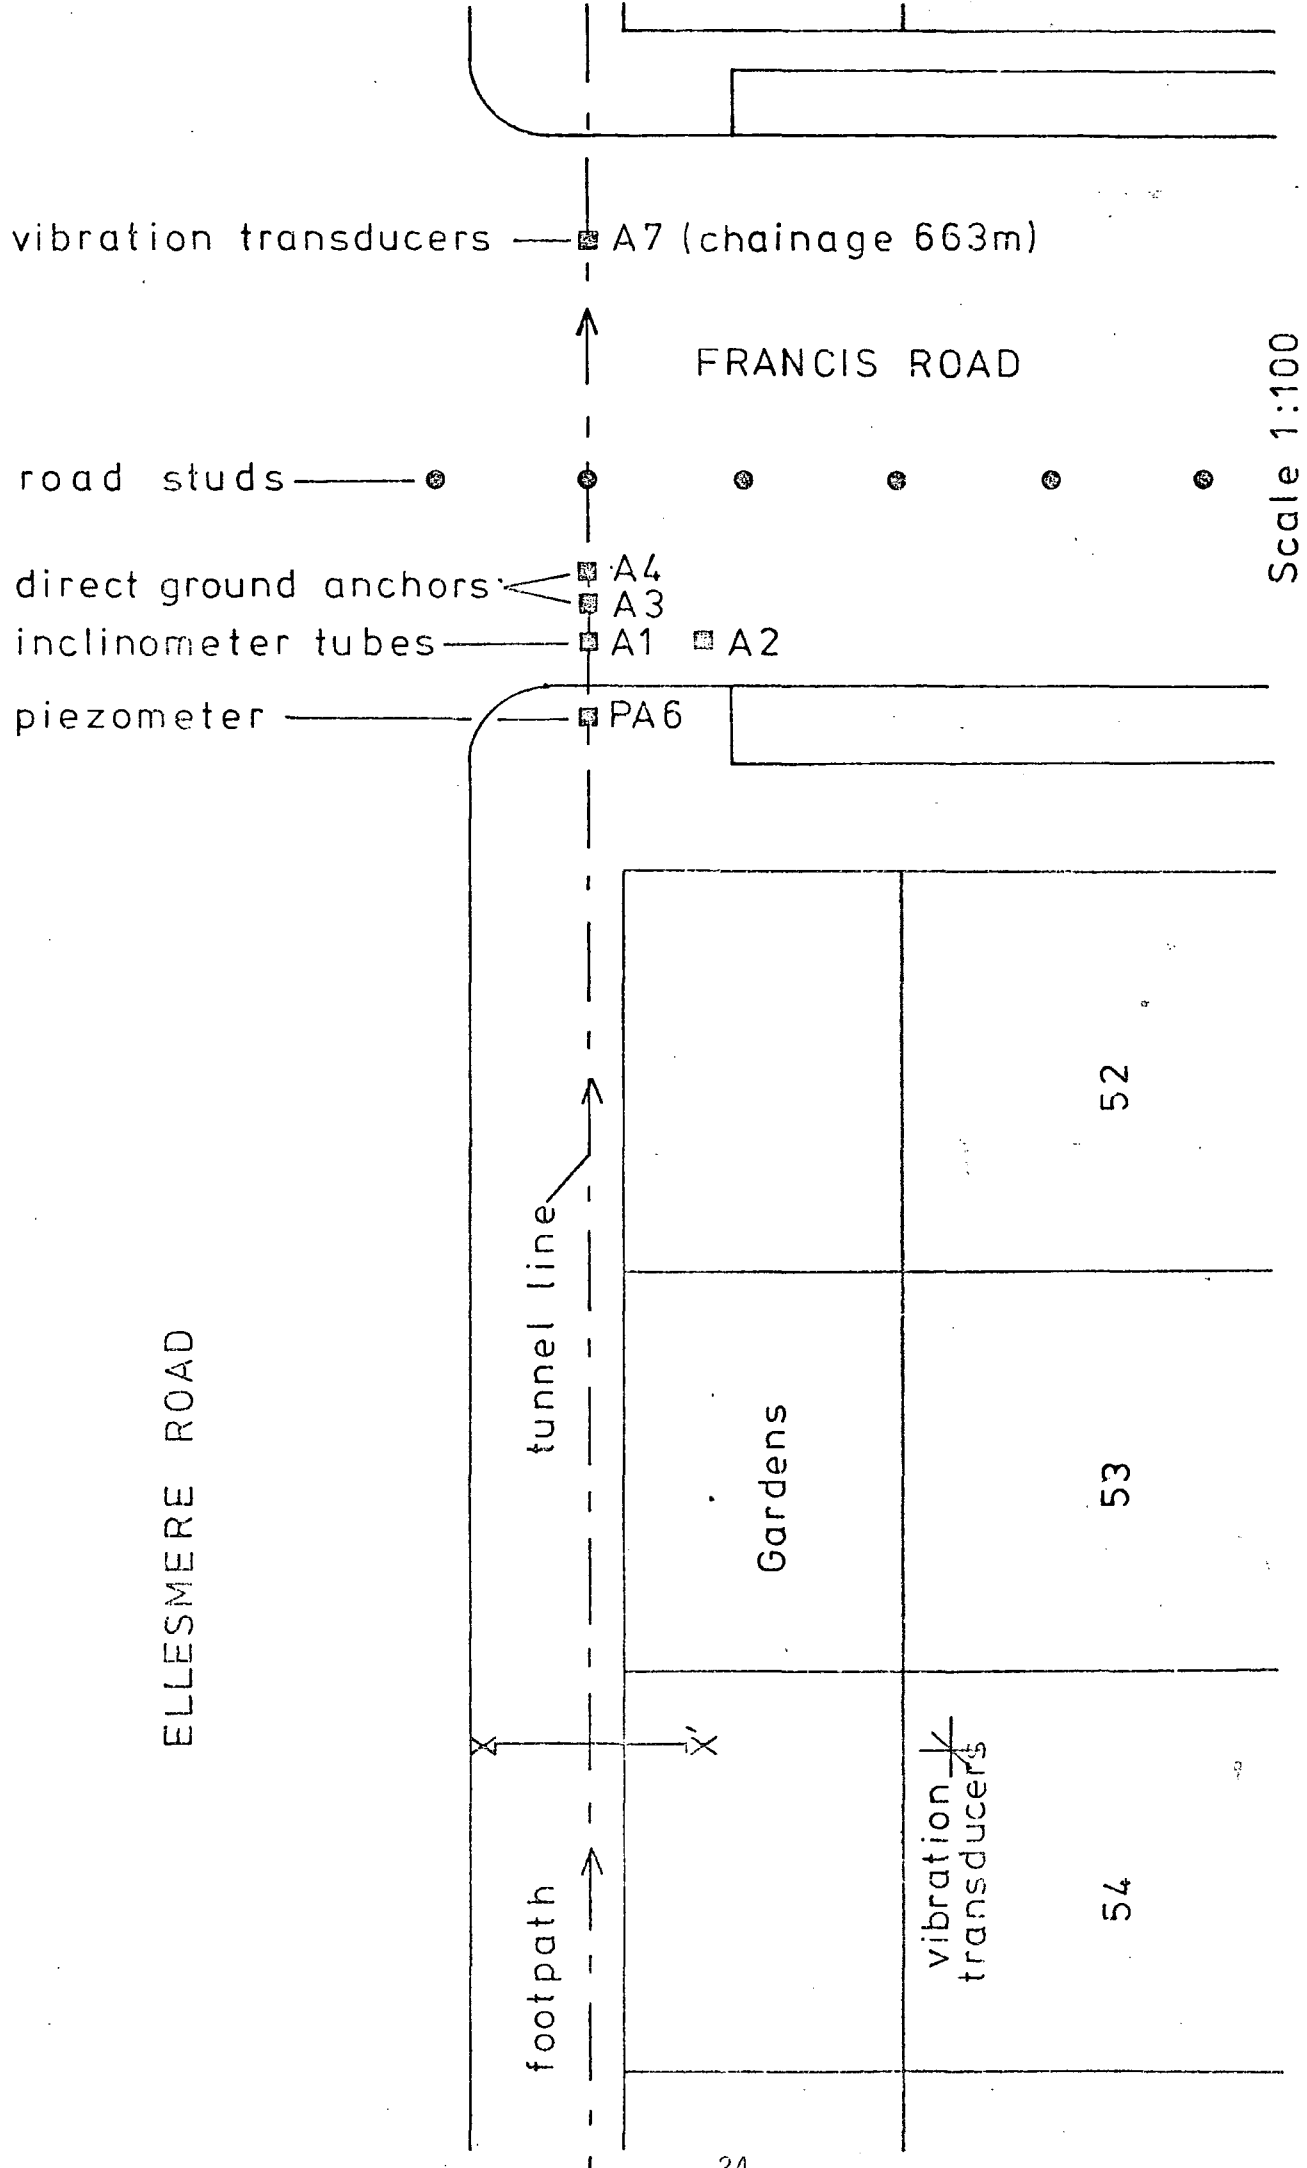 vibration transducers A7 (chainage 663m)
FRANCIS ROAD
Scale 1:100
road studs
direct ground anchors A4
A3
inclinometer tubes A1 A2
piezometer PA6
52
tunnel line
ELLESMERE ROAD
Gardens
53
X X'
vibration
transducers
54
footpath